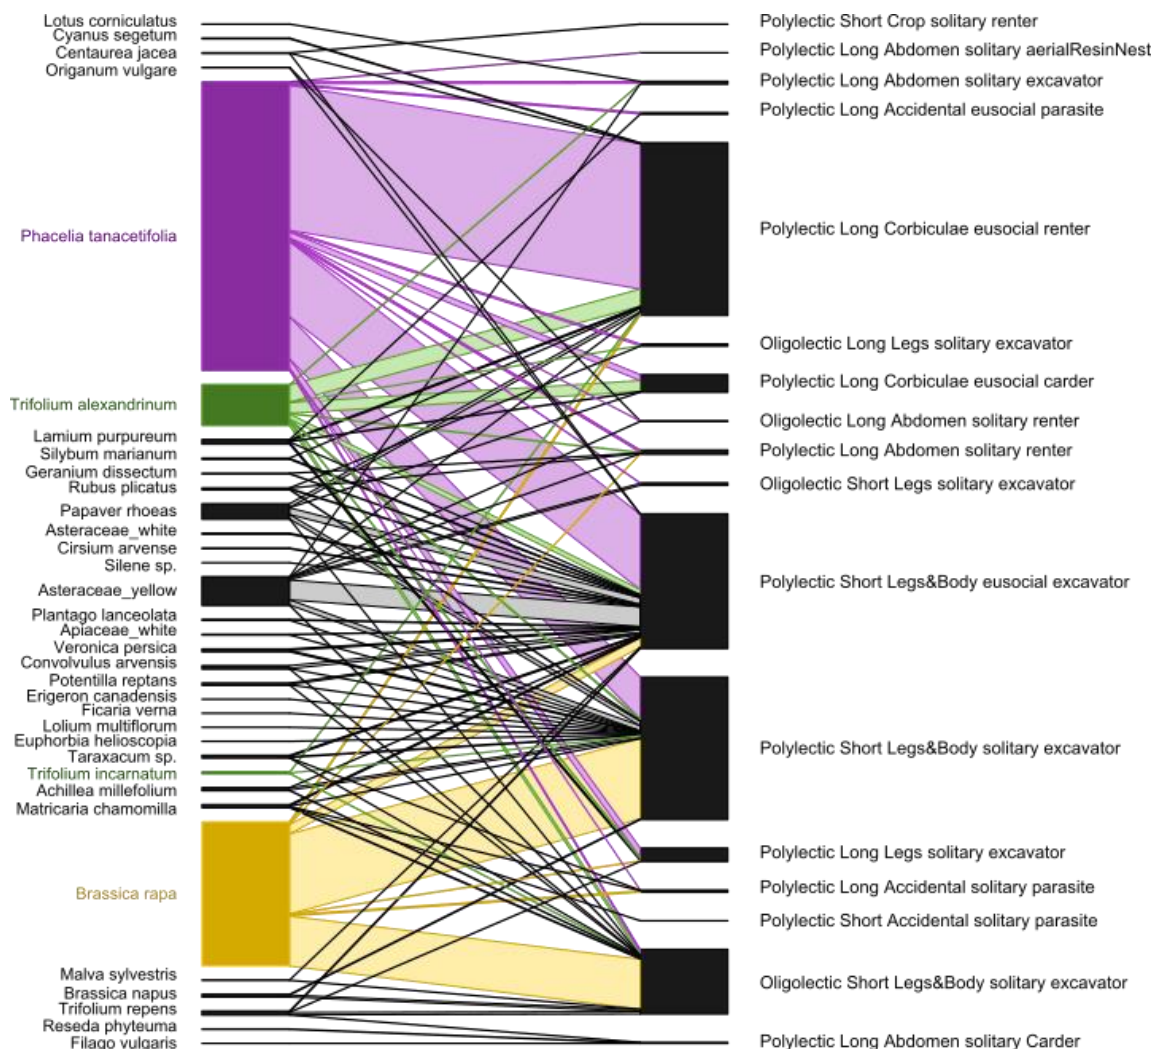 Lotus corniculatus
Cyanus segetum
Centaurea jacea
Origanum vulgare
Phacelia tanacetifolia
Trifolium alexandrinum
Lamium purpureum
Silybum marianum
Geranium dissectum
Rubus plicatus
Papaver rhoeas
Asteraceae_white
Cirsium arvense
Silene sp.
Asteraceae_yellow
Plantago lanceolata
Apiaceae_white
Veronica persica
Convolvulus arvensis
Potentilla reptans
Erigeron canadensis
Ficaria verna
Lolium multiflorum
Euphorbia helioscopia
Taraxacum sp.
Trifolium incarnatum
Achillea millefolium
Matricaria chamomilla
Brassica rapa
Malva sylvestris
Brassica napus
Trifolium repens
Reseda phyteuma
Filago vulgaris
Polylectic Short Crop solitary renter
Polylectic Long Abdomen solitary aerialResinNest
Polylectic Long Abdomen solitary excavator
Polylectic Long Accidental eusocial parasite
Polylectic Long Corbiculae eusocial renter
Oligolectic Long Legs solitary excavator
Polylectic Long Corbiculae eusocial carder
Oligolectic Long Abdomen solitary renter
Polylectic Long Abdomen solitary renter
Oligolectic Short Legs solitary excavator
Polylectic Short Legs&Body eusocial excavator
Polylectic Short Legs&Body solitary excavator
Polylectic Long Legs solitary excavator
Polylectic Long Accidental solitary parasite
Polylectic Short Accidental solitary parasite
Oligolectic Short Legs&Body solitary excavator
Polylectic Long Abdomen solitary Carder